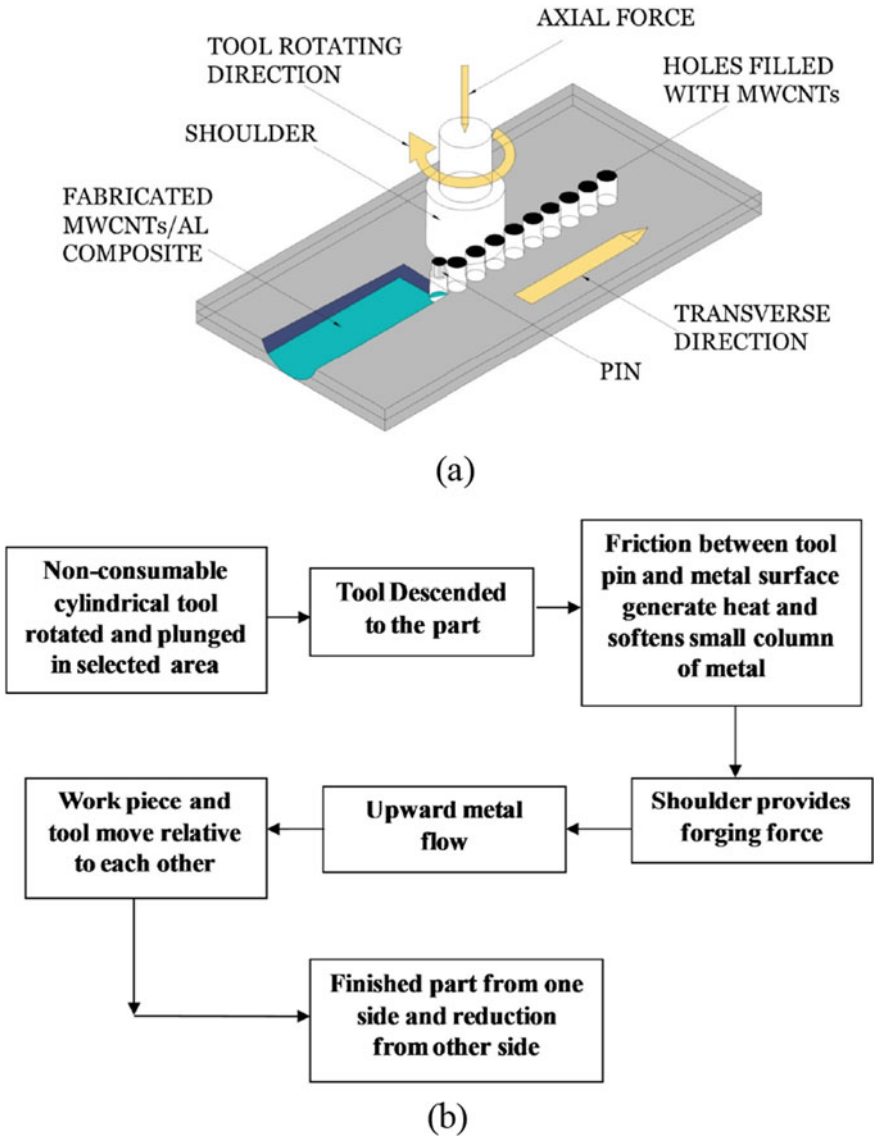 AXIAL FORCE
TOOL ROTATING
DIRECTION
HOLES FILLED
WITH MWCNTs
SHOULDER
FABRICATED
MWCNTs/AL
COMPOSITE
TRANSVERSE
DIRECTION
PIN
(a)
Non-consumable
cylindrical tool
rotated and plunged
in selected area
Tool Descended
to the part
Friction between tool
pin and metal surface
generate heat and
softens small column
of metal
Shoulder provides
forging force
Upward metal
flow
Work piece and
tool move relative
to each other
Finished part from one
side and reduction
from other side
(b)